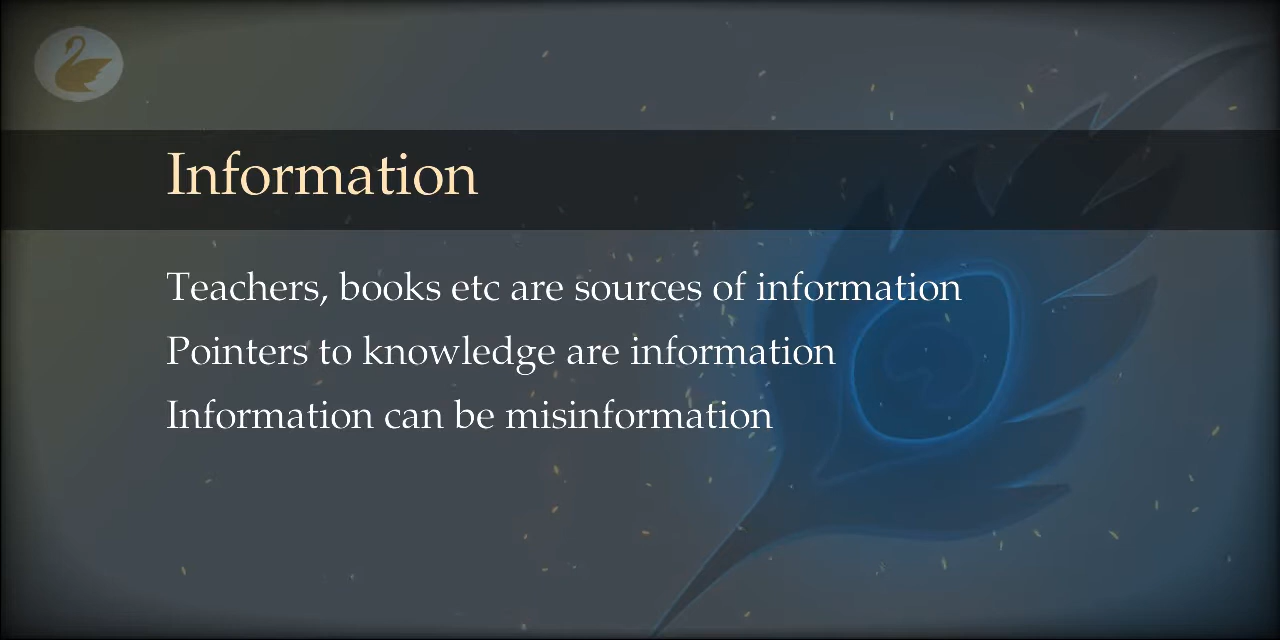 Information
Teachers, books etc are sources of information
Pointers to knowledge are information
Information can be misinformation